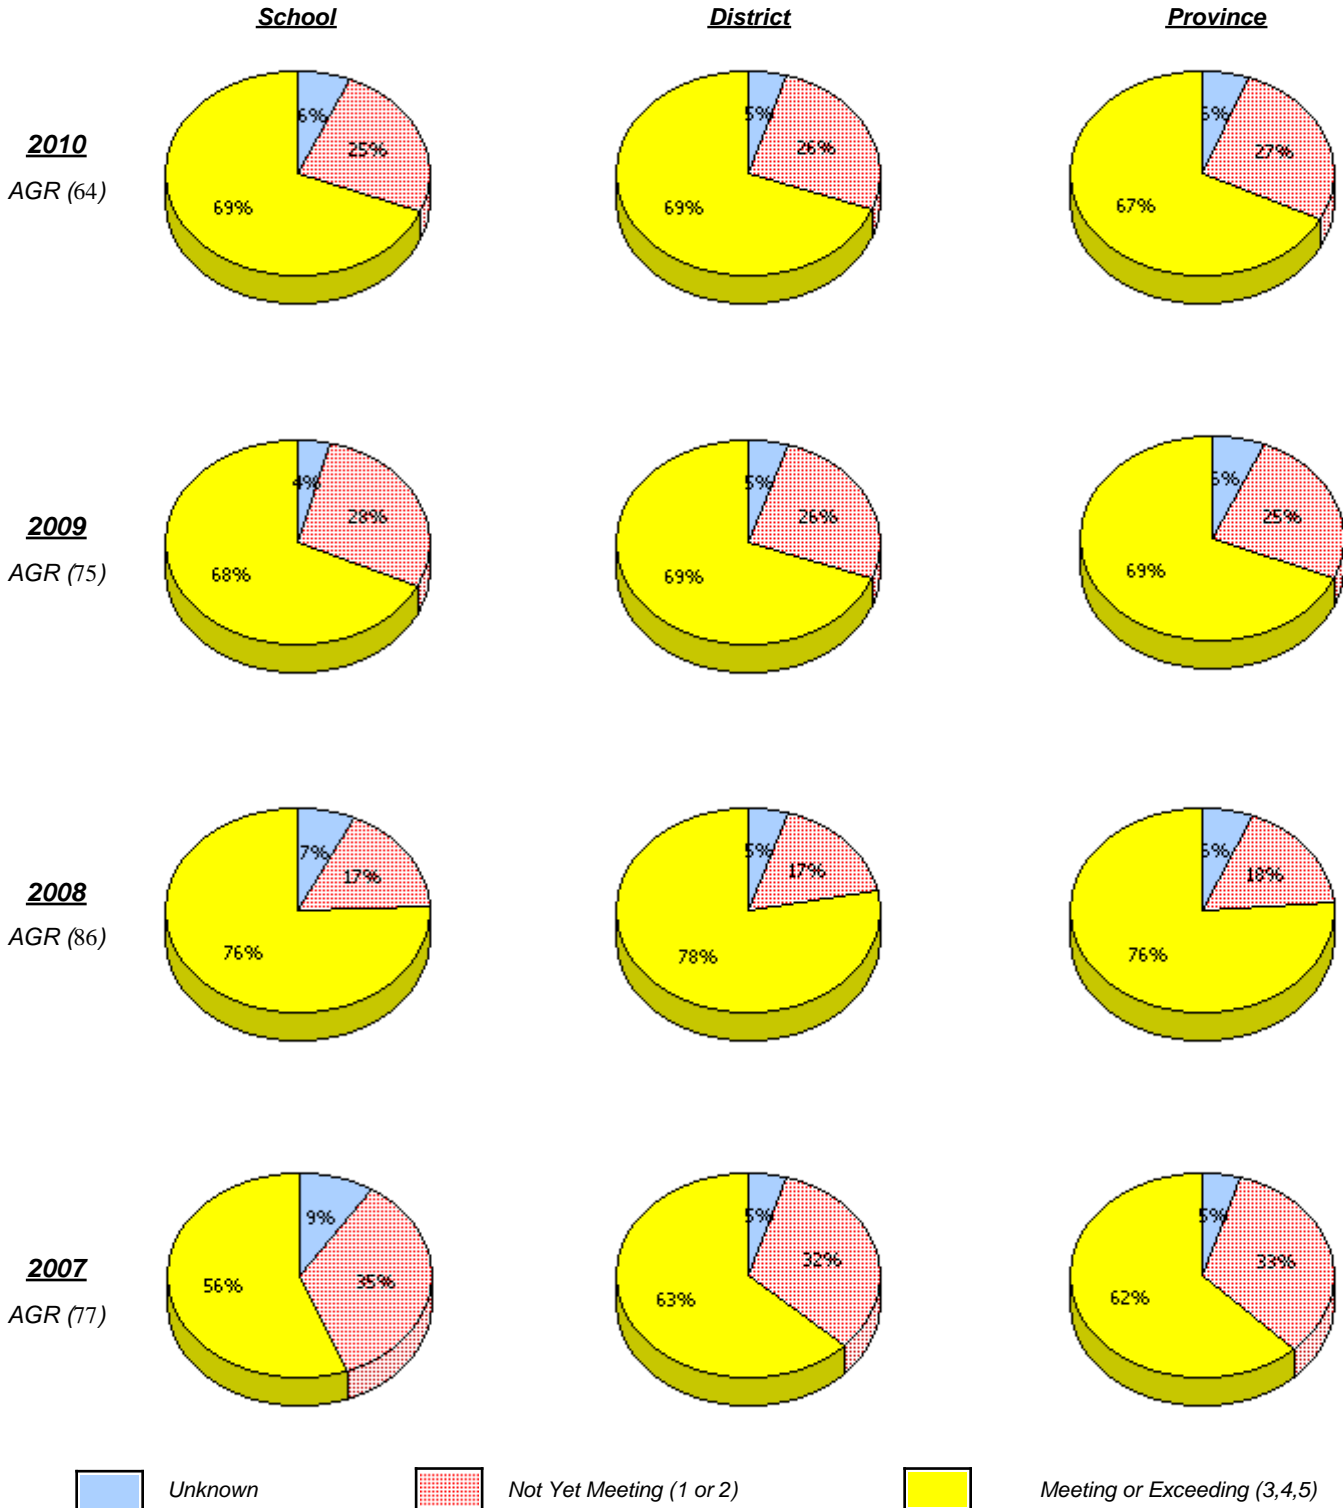 School District Province
2010
AGR (64)
6% 25% 69%
5% 26% 69%
27% 67%
2009
AGR (75)
4% 28% 68%
5% 26% 69%
25% 69%
2008
AGR (86)
7% 17% 76%
5% 17% 78%
18% 76%
2007
AGR (77)
9% 35% 56%
5% 32% 63%
5% 33% 62%
Unknown Not Yet Meeting (1 or 2) Meeting or Exceeding (3,4,5)